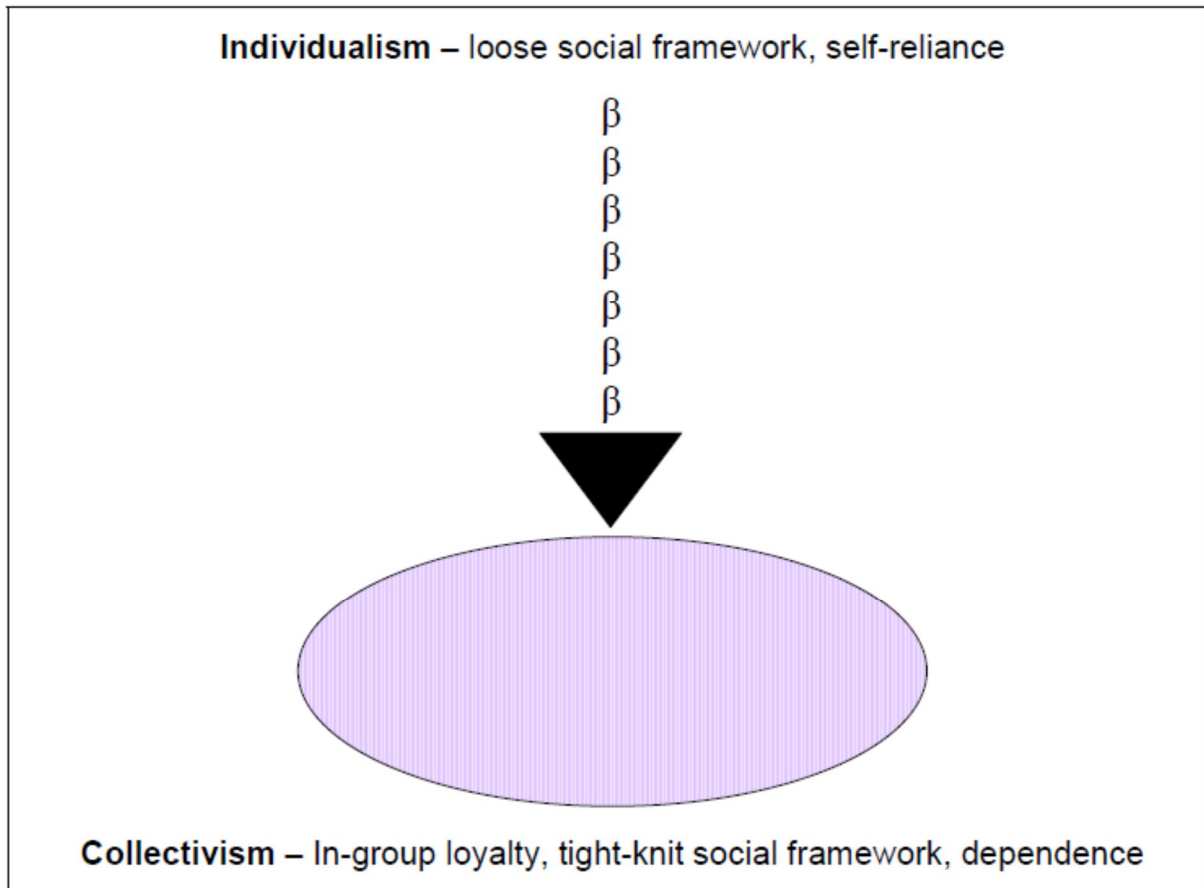 Individualism – loose social framework, self-reliance
β
β
β
β
β
β
β
Collectivism – In-group loyalty, tight-knit social framework, dependence